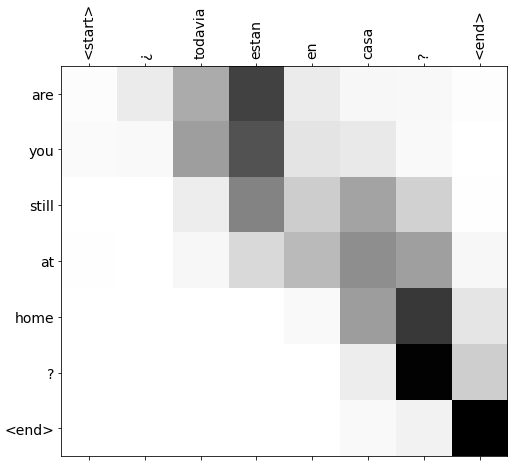 <start> ¿ todavia estan en casa ? <end>
are
you
still
at
home
?
<end>